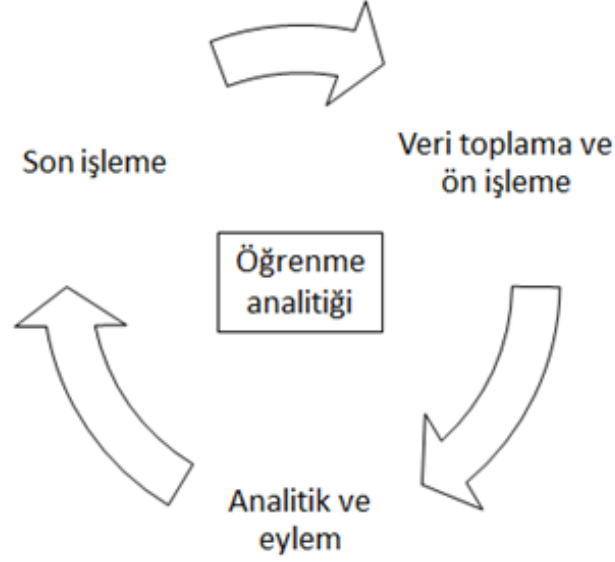 Son işleme
Veri toplama ve
ön işleme
Öğrenme
analitiği
Analitik ve
eylem